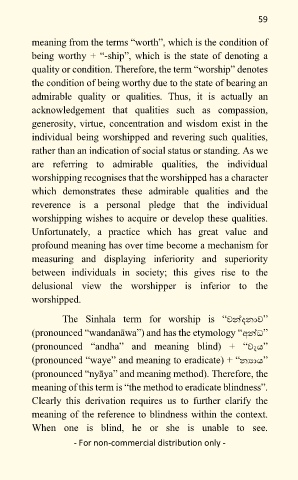 59
meaning from the terms “worth”, which is the condition of
being worthy + “-ship”, which is the state of denoting a
quality or condition. Therefore, the term “worship” denotes
the condition of being worthy due to the state of bearing an
admirable quality or qualities. Thus, it is actually an
acknowledgement that qualities such as compassion,
generosity, virtue, concentration and wisdom exist in the
individual being worshipped and revering such qualities,
rather than an indication of social status or standing. As we
are referring to admirable qualities, the individual
worshipping recognises that the worshipped has a character
which demonstrates these admirable qualities and the
reverence is a personal pledge that the individual
worshipping wishes to acquire or develop these qualities.
Unfortunately, a practice which has great value and
profound meaning has over time become a mechanism for
measuring and displaying inferiority and superiority
between individuals in society; this gives rise to the
delusional view the worshipper is inferior to the
worshipped.
The Sinhala term for worship is “වන්දනාව”
(pronounced “wandanāwa”) and has the etymology “අන්ධ”
(pronounced “andha” and meaning blind) + “වැය”
(pronounced “waye” and meaning to eradicate) + “න්‍යාය”
(pronounced “nyāya” and meaning method). Therefore, the
meaning of this term is “the method to eradicate blindness”.
Clearly this derivation requires us to further clarify the
meaning of the reference to blindness within the context.
When one is blind, he or she is unable to see.
- For non-commercial distribution only -